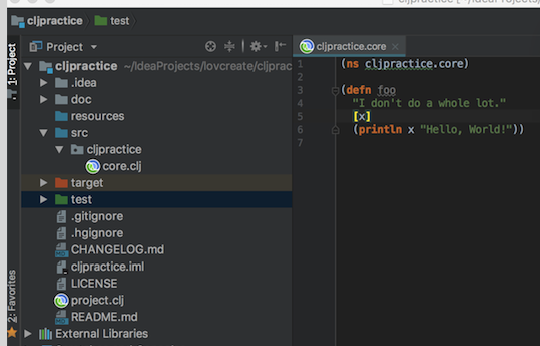 cljpractice [~/IdeaProjects/
cljpractice test
1: Project
Project
cljpractice ~/IdeaProjects/lovcreate/cljprac
.idea
doc
resources
src
cljpractice
core.clj
target
test
.gitignore
.hgignore
CHANGELOG.md
cljpractice.iml
LICENSE
project.clj
README.md
External Libraries
2: Favorites
cljpractice.core
1 (ns cljpractice.core)
2
3 (defn foo
4 "I don't do a whole lot."
5 [x]
6 (println x "Hello, World!"))
7